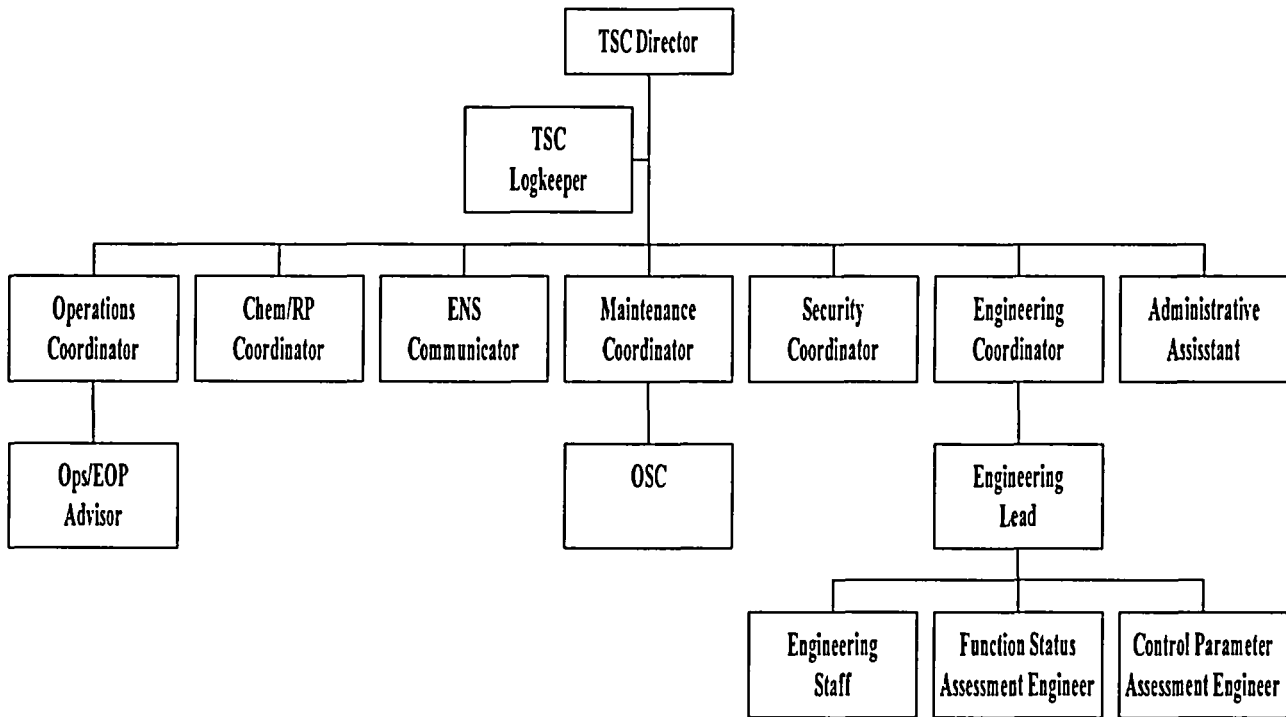 TSC Director
TSC
Logkeeper
Operations
Coordinator
Chem/RP
Coordinator
ENS
Communicator
Maintenance
Coordinator
Security
Coordinator
Engineering
Coordinator
Administrative
Assisstant
Ops/EOP
Advisor
OSC
Engineering
Lead
Engineering
Staff
Function Status
Assessment Engineer
Control Parameter
Assessment Engineer